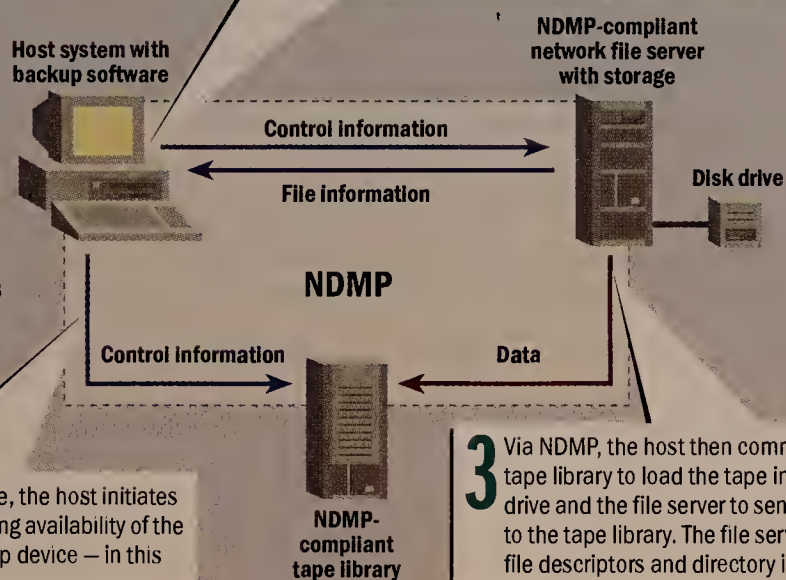 NDMP-compliant
network file server
with storage
Host system with
backup software
Control information
File information
Disk drive
NDMP
Control information
Data
NDMP-
compliant
tape library
e, the host initiates
ng availability of the
p device — in this
3 Via NDMP, the host then comm
tape library to load the tape in
drive and the file server to sen
to the tape library. The file serv
file descriptors and directory i